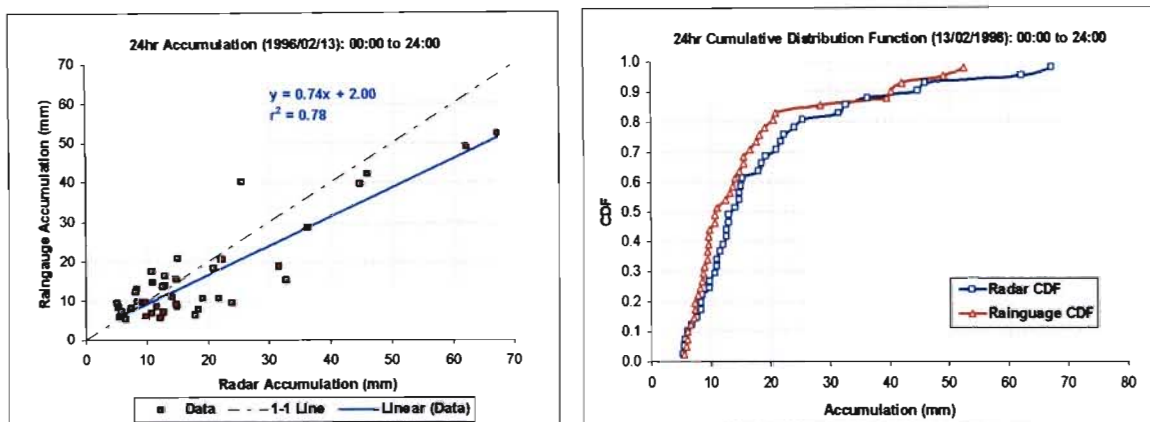 24hr Accumulation (1996/02/13): 00:00 to 24:00
70
60
50
40
30
20
10
0
y = 0.74x + 2.00
r² = 0.78
Raingauge Accumulation (mm)
0 10 20 30 40 50 60 70
Radar Accumulation (mm)
Data 1-1 Line Linear (Data)
24hr Cumulative Distribution Function (13/02/1996): 00:00 to 24:00
1.0
0.9
0.8
0.7
0.6
0.5
0.4
0.3
0.2
0.1
0.0
CDF
Radar CDF
Rainguage CDF
0 10 20 30 40 50 60 70 80
Accumulation (mm)